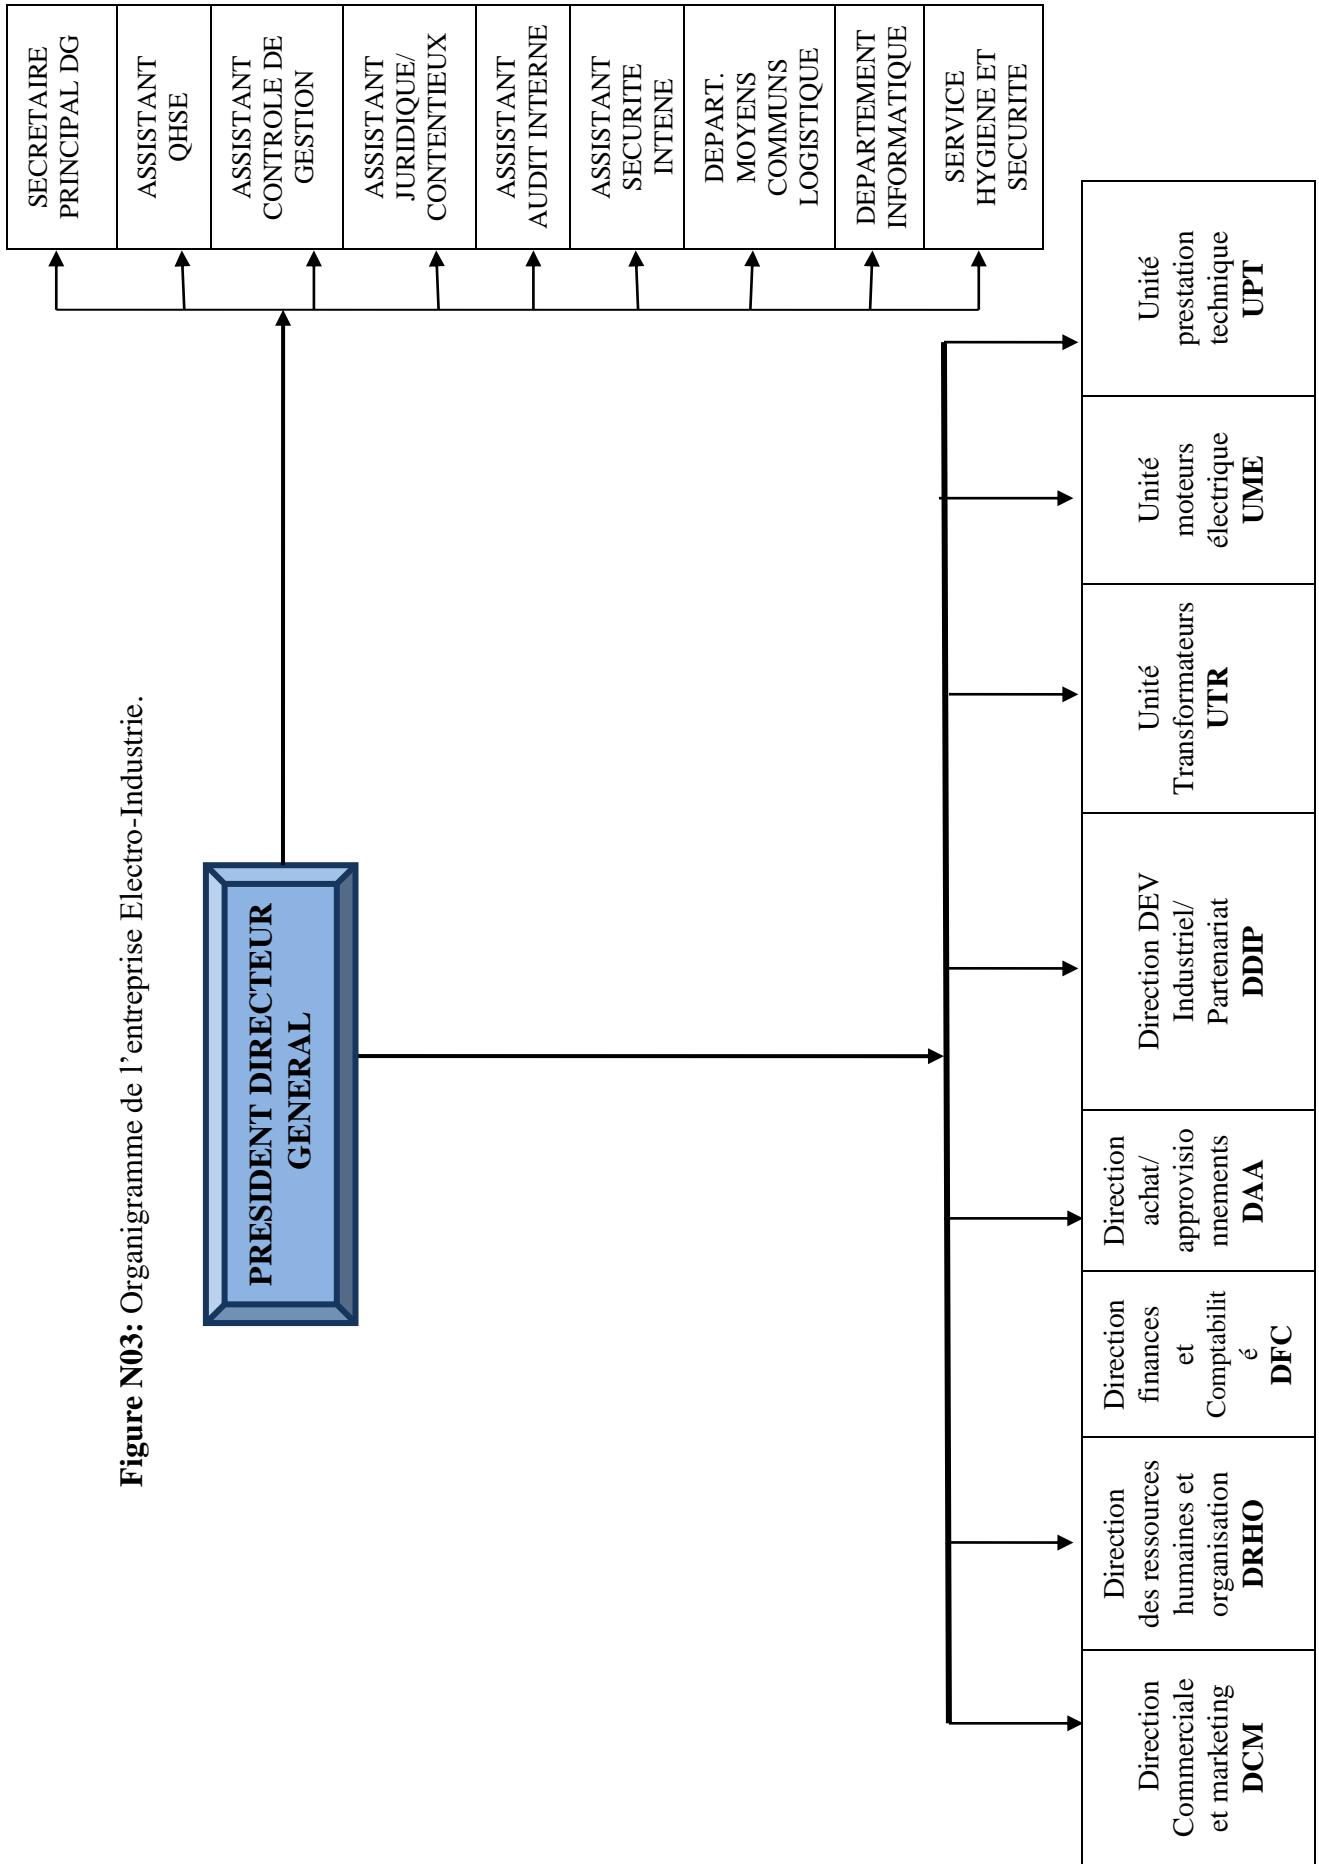 Figure N03: Organigramme de l’entreprise Electro-Industrie.
PRESIDENT DIRECTEUR
GENERAL
SECRETAIRE
PRINCIPAL DG
ASSISTANT
QHSE
ASSISTANT
CONTROLE DE
GESTION
ASSISTANT
JURIDIQUE/
CONTENTIEUX
ASSISTANT
AUDIT INTERNE
ASSISTANT
SECURITE
INTENE
DEPART.
MOYENS
COMMUNS
LOGISTIQUE
DEPARTEMENT
INFORMATIQUE
SERVICE
HYGIENE ET
SECURITE
Direction
Commerciale
et marketing
DCM
Direction
des ressources
humaines et
organisation
DRHO
Direction
finances
et
Comptabilit
é
DFC
Direction
achat/
approvisio
nnements
DAA
Direction DEV
Industriel/
Partenariat
DDIP
Unité
Transformateurs
UTR
Unité
moteurs
électrique
UME
Unité
prestation
technique
UPT